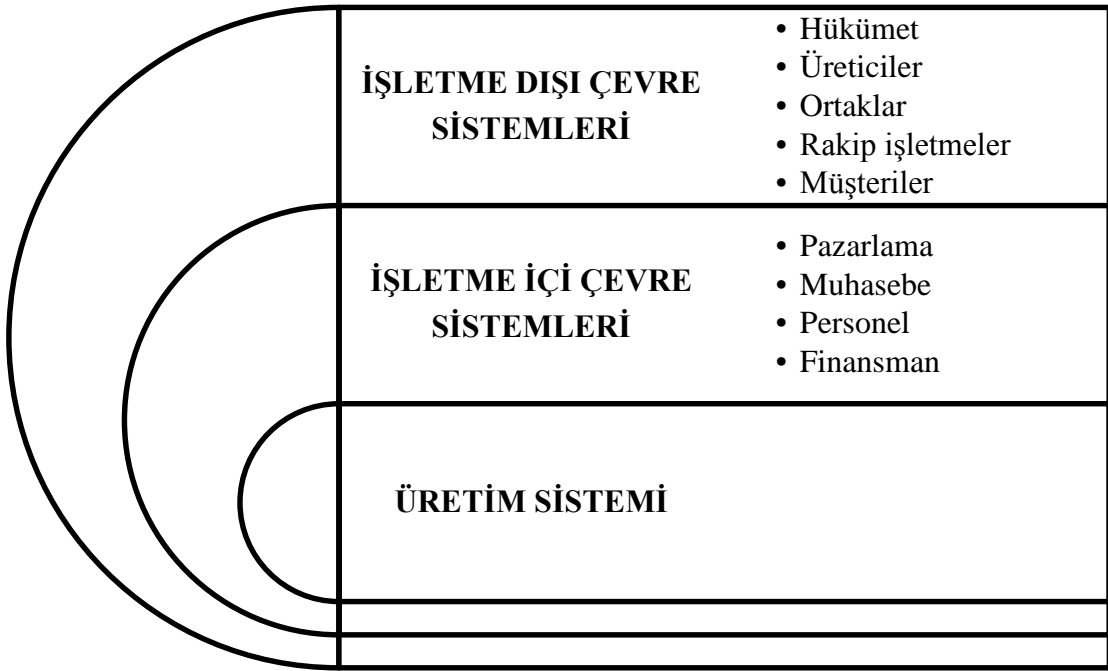 İŞLETME DIŞI ÇEVRE
SİSTEMLERİ
• Hükümet
• Üreticiler
• Ortaklar
• Rakip işletmeler
• Müşteriler
İŞLETME İÇİ ÇEVRE
SİSTEMLERİ
• Pazarlama
• Muhasebe
• Personel
• Finansman
ÜRETİM SİSTEMİ